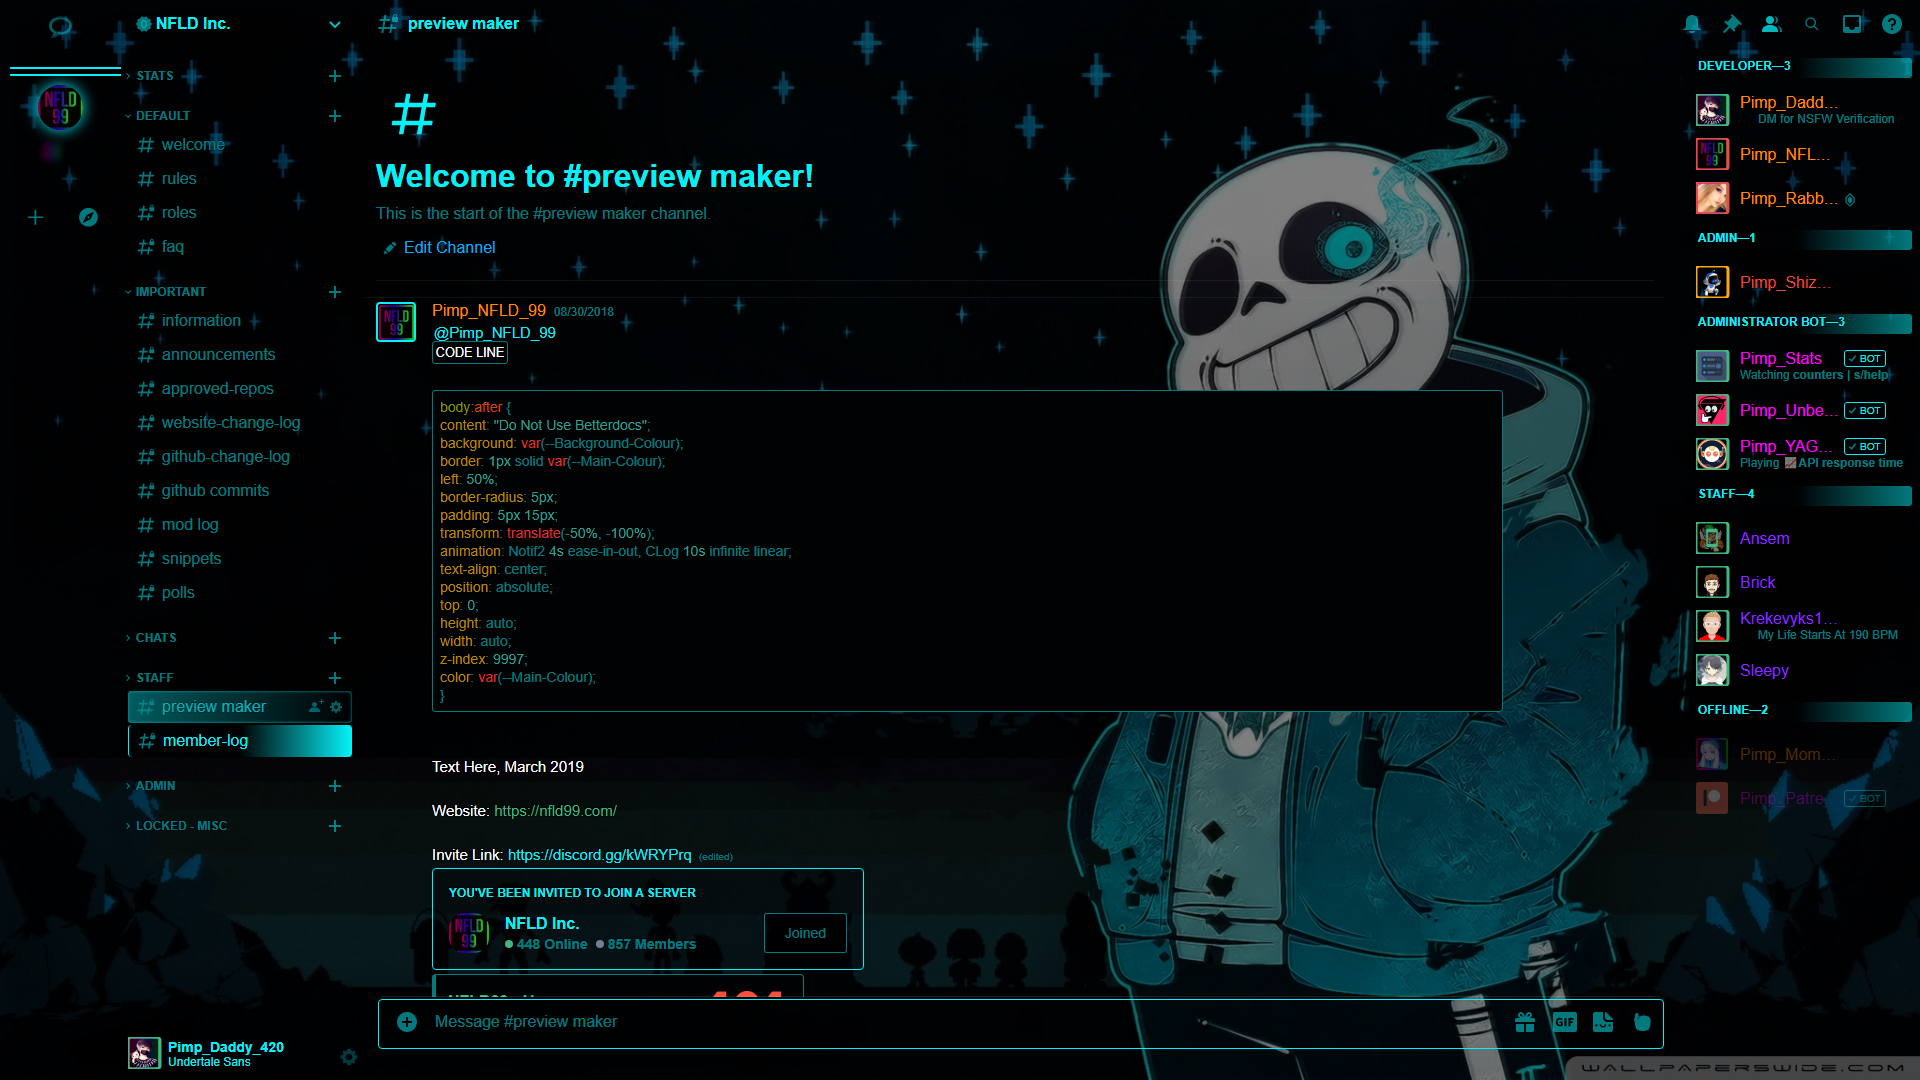 NFLD Inc.
preview maker
NFLD
99
STATS
DEFAULT
welcome
rules
roles
faq
IMPORTANT
information
announcements
approved-repos
website-change-log
github-change-log
github commits
mod log
snippets
polls
CHATS
STAFF
preview maker
member-log
ADMIN
LOCKED - MISC
Pimp_Daddy_420
Undertale Sans
#
Welcome to #preview maker!
This is the start of the #preview maker channel.
Edit Channel
NFLD
99
Pimp_NFLD_99 08/30/2018
@Pimp_NFLD_99
CODE LINE
body:after {
content: "Do Not Use Betterdocs";
background: var(--Background-Colour);
border: 1px solid var(--Main-Colour);
left: 50%;
border-radius: 5px;
padding: 5px 15px;
transform: translate(-50%, -100%);
animation: Notif2 4s ease-in-out, CLog 10s infinite linear;
text-align: center;
position: absolute;
top: 0;
height: auto;
width: auto;
z-index: 9997;
color: var(--Main-Colour);
}
Text Here, March 2019
Website: https://nfld99.com/
Invite Link: https://discord.gg/kWRYPrq (edited)
YOU'VE BEEN INVITED TO JOIN A SERVER
NFLD
99
NFLD Inc.
448 Online 857 Members
Joined
Message #preview maker
GIF
DEVELOPER—3
Pimp_Dadd...
DM for NSFW Verification
NFLD
99
Pimp_NFL...
Pimp_Rabb...
ADMIN—1
Pimp_Shiz...
ADMINISTRATOR BOT—3
Pimp_Stats ✓ BOT
Watching counters | s/help
Pimp_Unbe... ✓ BOT
Pimp_YAG... ✓ BOT
Playing 📈API response time
STAFF—4
Ansem
Brick
Krekevyks1...
My Life Starts At 190 BPM
Sleepy
OFFLINE—2
Pimp_Mom...
Pimp_Patre... ✓ BOT
WALLPAPERSWIDE.COM